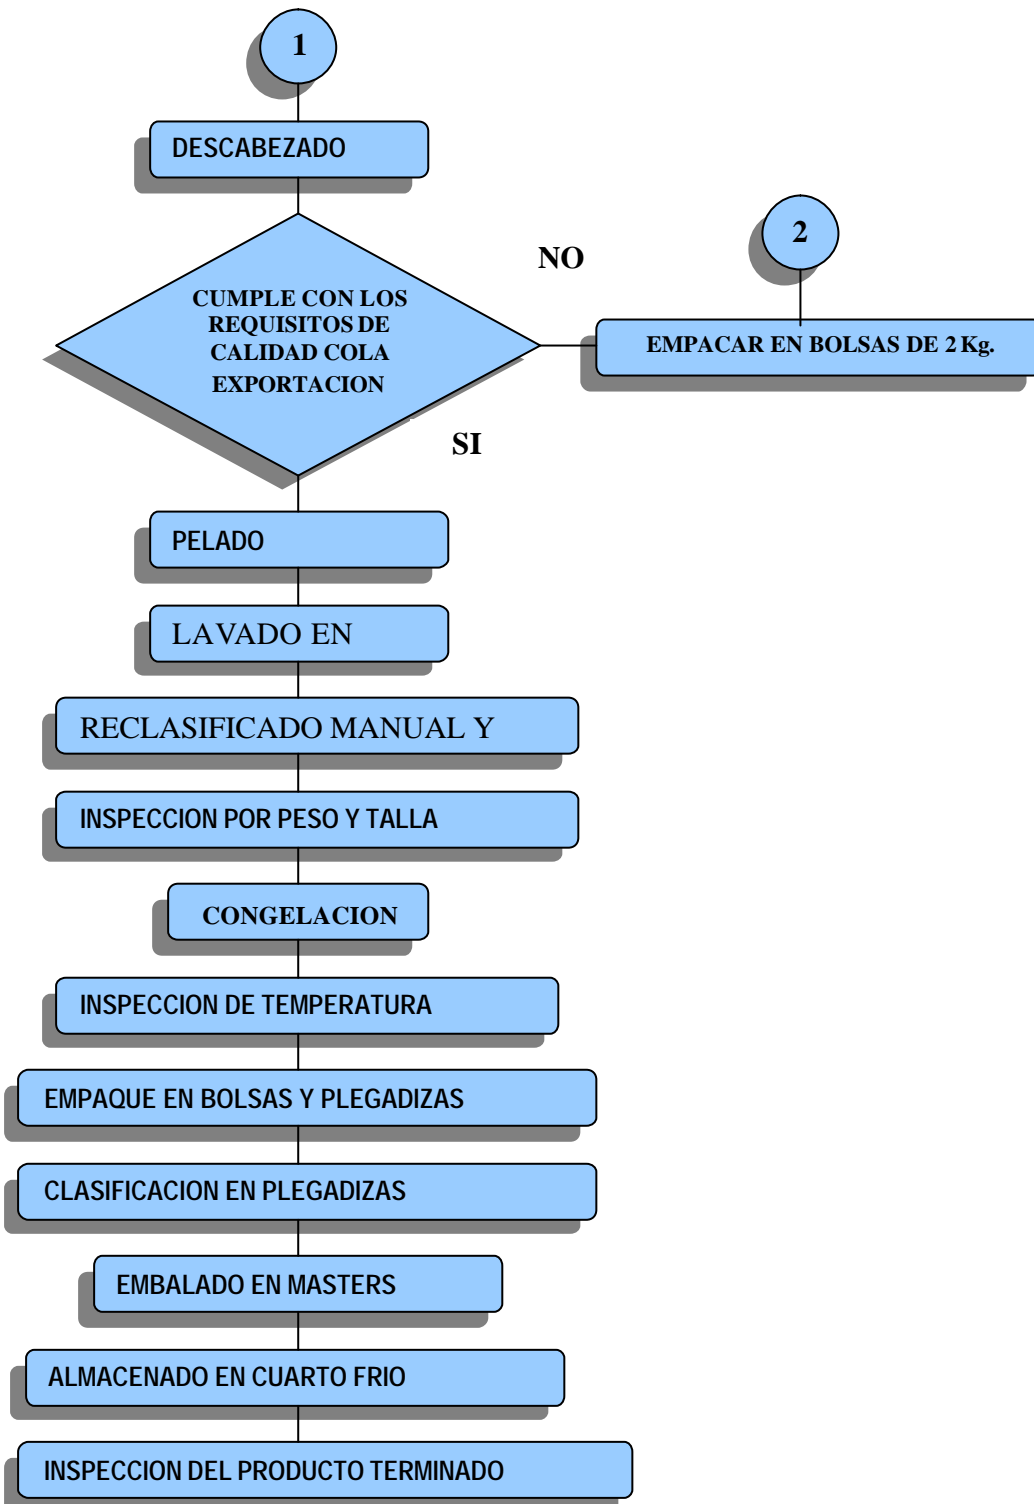 1
DESCABEZADO
2
NO
CUMPLE CON LOS
REQUISITOS DE
CALIDAD COLA
EXPORTACION
EMPACAR EN BOLSAS DE 2 Kg.
SI
PELADO
LAVADO EN
RECLASIFICADO MANUAL Y
INSPECCION POR PESO Y TALLA
CONGELACION
INSPECCION DE TEMPERATURA
EMPAQUE EN BOLSAS Y PLEGADIZAS
CLASIFICACION EN PLEGADIZAS
EMBALADO EN MASTERS
ALMACENADO EN CUARTO FRIO
INSPECCION DEL PRODUCTO TERMINADO